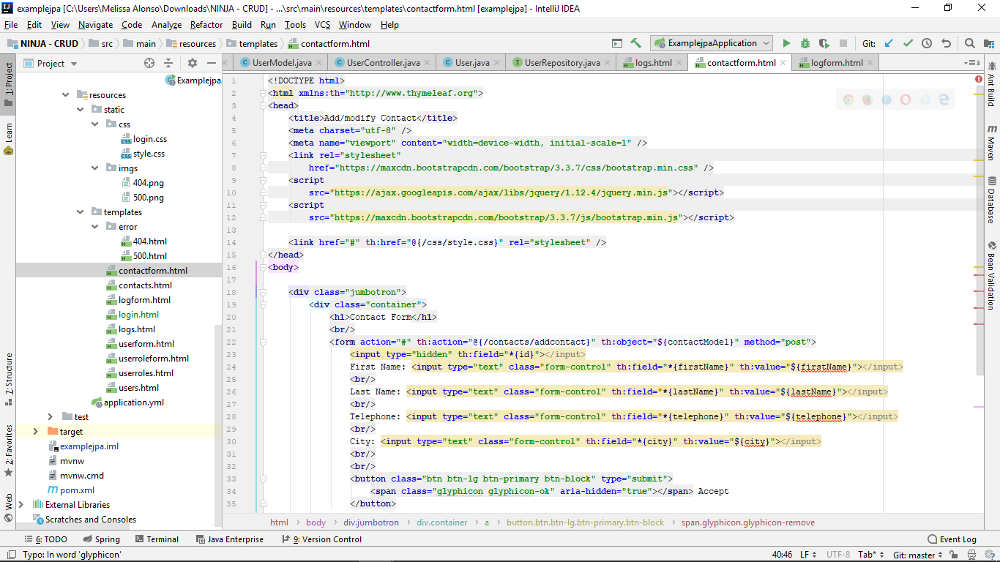 examplejpa [C:\Users\Melissa Alonso\Downloads\NINJA - CRUD] - ...\src\main\resources\templates\contactform.html [examplejpa] - IntelliJ IDEA
File Edit View Navigate Code Analyze Refactor Build Run Tools VCS Window Help
NINJA - CRUD src main resources templates contactform.html ExamplejpaApplication Git:
Project
UserModel.java UserController.java User.java UserRepository.java logs.html contactform.html logform.html
1: Project
Learn
7: Structure
2: Favorites
Web
Examplejpa
resources
static
css
login.css
style.css
imgs
404.png
500.png
templates
error
404.html
500.html
contactform.html
contacts.html
logform.html
login.html
logs.html
userform.html
userroleform.html
userroles.html
users.html
application.yml
test
target
examplejpa.iml
mvnw
mvnw.cmd
pom.xml
External Libraries
Scratches and Consoles
1 <!DOCTYPE html>
2 <html xmlns:th="http://www.thymeleaf.org">
3 <head>
4 <title>Add/modify Contact</title>
5 <meta charset="utf-8" />
6 <meta name="viewport" content="width=device-width, initial-scale=1" />
7 <link rel="stylesheet"
8 href="https://maxcdn.bootstrapcdn.com/bootstrap/3.3.7/css/bootstrap.min.css" />
9 <script
10 src="https://ajax.googleapis.com/ajax/libs/jquery/1.12.4/jquery.min.js"></script>
11 <script
12 src="https://maxcdn.bootstrapcdn.com/bootstrap/3.3.7/js/bootstrap.min.js"></script>
13
14 <link href="#" th:href="@{/css/style.css}" rel="stylesheet" />
15 </head>
16 <body>
17
18 <div class="jumbotron">
19 <div class="container">
20 <h1>Contact Form</h1>
21 <br/>
22 <form action="#" th:action="@{/contacts/addcontact}" th:object="${contactModel}" method="post">
23 <input type="hidden" th:field="*{id}"></input>
24 First Name: <input type="text" class="form-control" th:field="*{firstName}" th:value="${firstName}"></input>
25 <br/>
26 Last Name: <input type="text" class="form-control" th:field="*{lastName}" th:value="${lastName}"></input>
27 <br/>
28 Telephone: <input type="text" class="form-control" th:field="*{telephone}" th:value="${telephone}"></input>
29 <br/>
30 City: <input type="text" class="form-control" th:field="*{city}" th:value="${city}"></input>
31 <br/>
32 <br/>
33 <button class="btn btn-lg btn-primary btn-block" type="submit">
34 <span class="glyphicon glyphicon-ok" aria-hidden="true"></span> Accept
35 </button>
html body div.jumbotron div.container a button.btn.btn-lg.btn-primary.btn-block span.glyphicon.glyphicon-remove
3
Ant Build
m Maven
Database
Bean Validation
6: TODO Spring Terminal Java Enterprise 9: Version Control Event Log
Typo: In word 'glyphicon' 40:46 LF UTF-8 Tab* Git: master